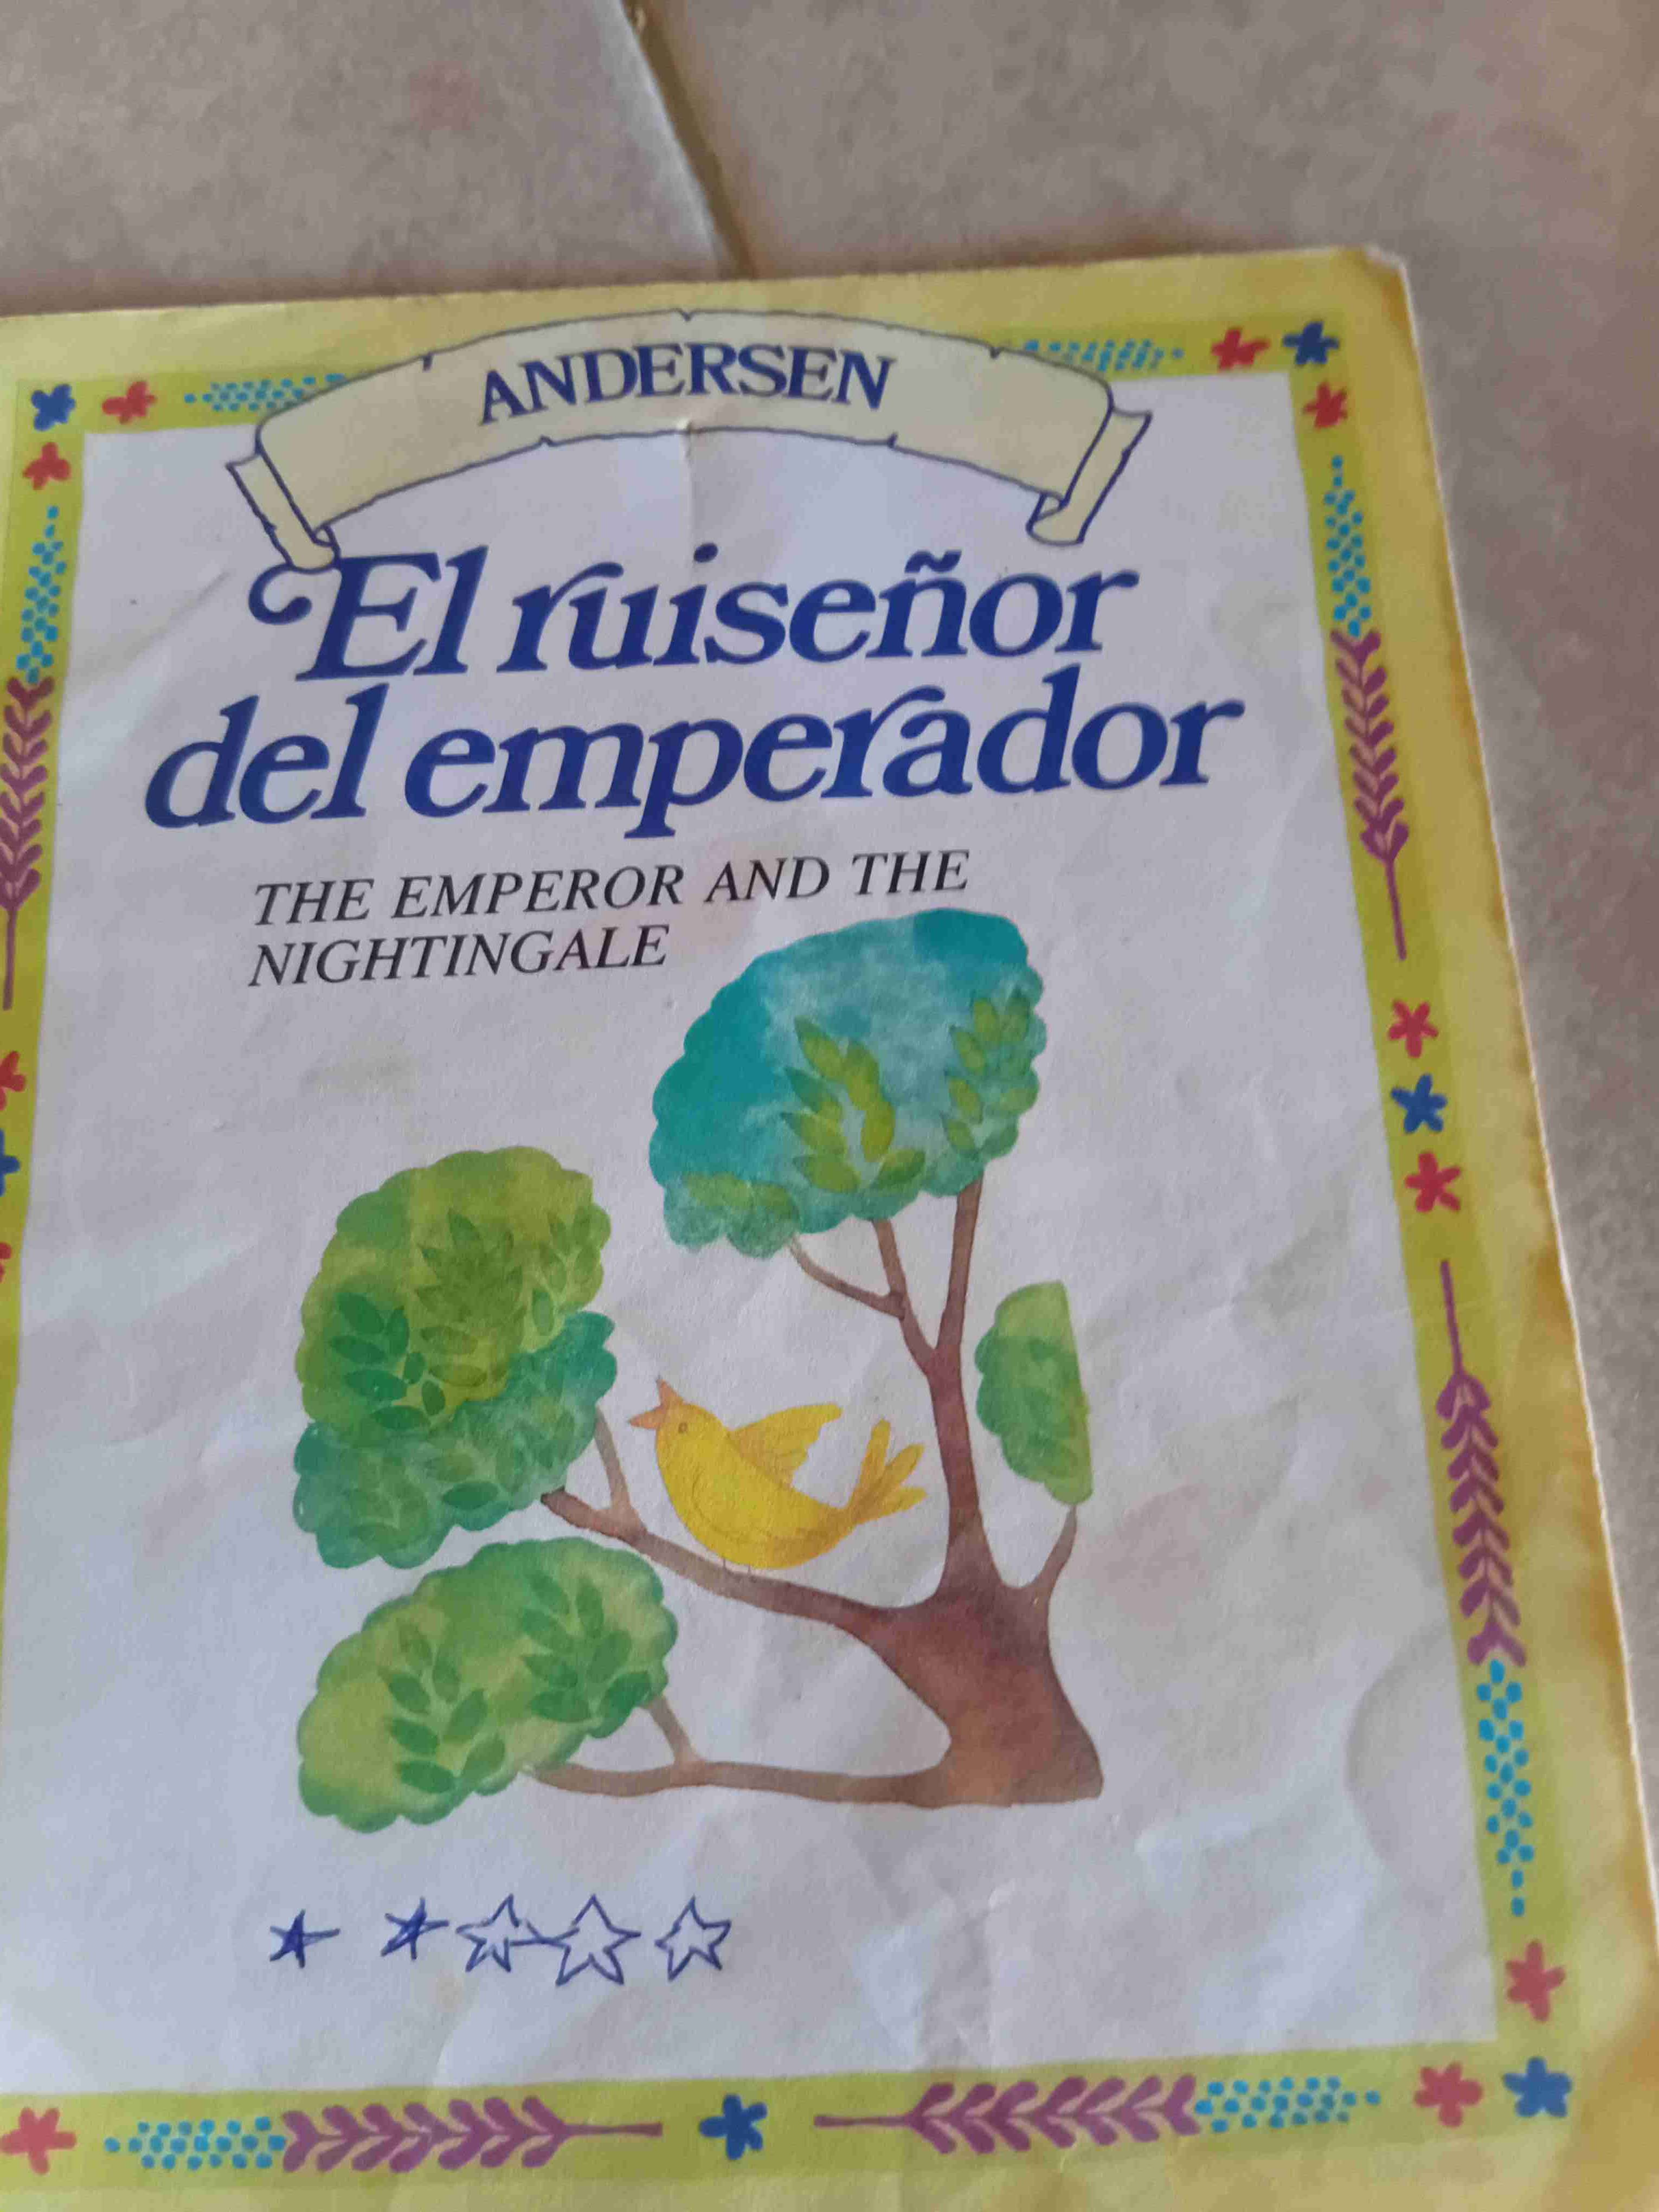 ANDERSEN
El ruiseñor
del emperador
THE EMPEROR AND THE
NIGHTINGALE